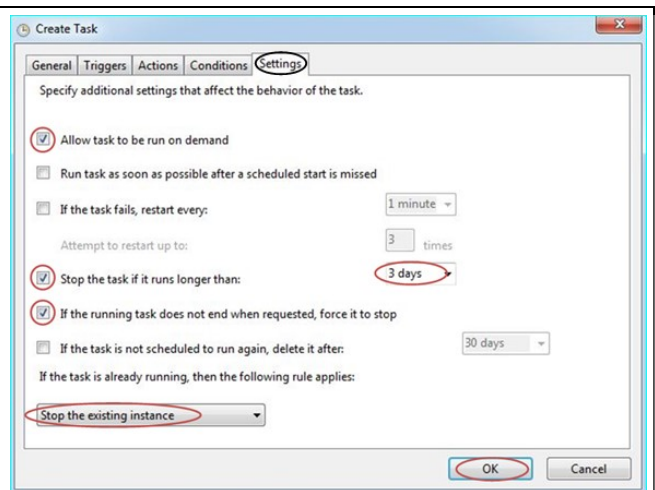 Create Task
General Triggers Actions Conditions Settings
Specify additional settings that affect the behavior of the task.
Allow task to be run on demand
Run task as soon as possible after a scheduled start is missed
If the task fails, restart every: 1 minute
Attempt to restart up to: 3 times
Stop the task if it runs longer than: 3 days
If the running task does not end when requested, force it to stop
If the task is not scheduled to run again, delete it after: 30 days
If the task is already running, then the following rule applies:
Stop the existing instance
OK Cancel